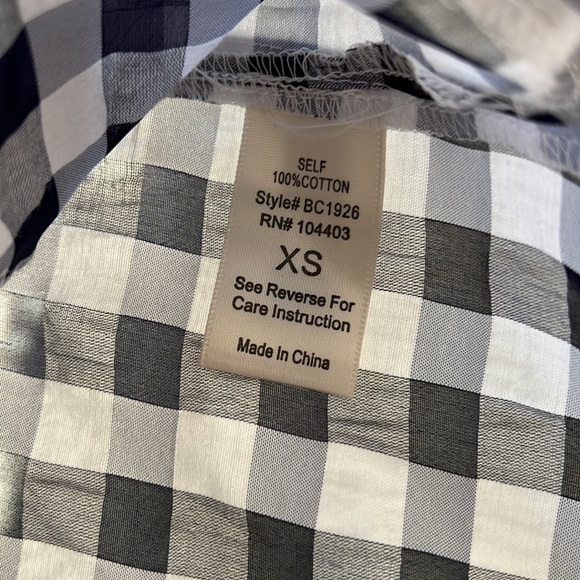 SELF
100%COTTON
Style# BC1926
RN# 104403
XS
See Reverse For
Care Instruction
Made In China